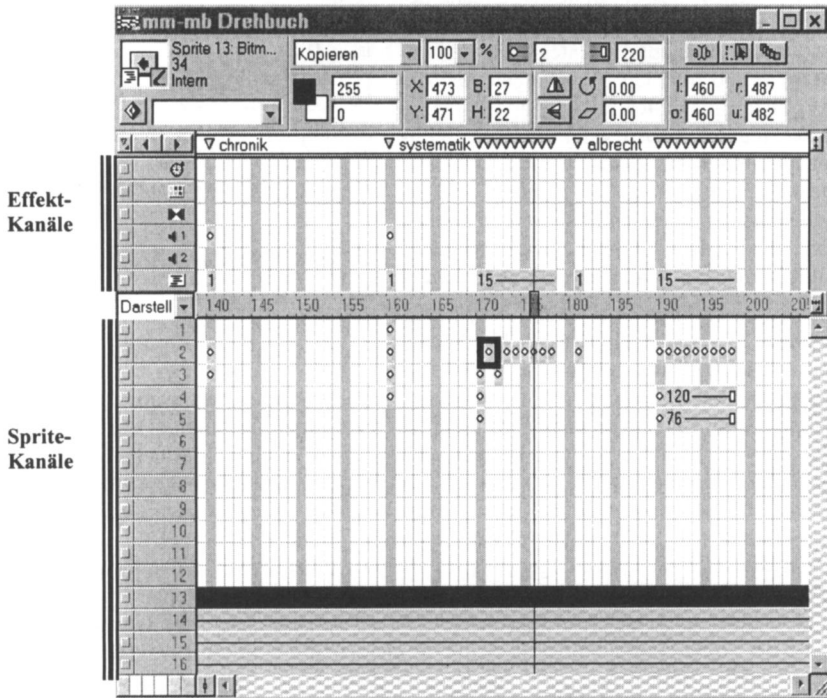 mm-mb Drehbuch
Sprite 13: Bitm...
34
Intern
Kopieren 100 % 2 220
255 X: 473 B: 27 0.00 l: 460 r: 487
0 Y: 471 H: 22 0.00 o: 460 u: 482
chronik systematik albrecht
Effekt-
Kanäle
1
2
1 1 15 1 15
Darstell 140 145 150 155 160 165 170 180 185 190 195 200
1
2
3
4 120
5 76
Sprite-
Kanäle
6
7
8
9
10
11
12
13
14
15
16